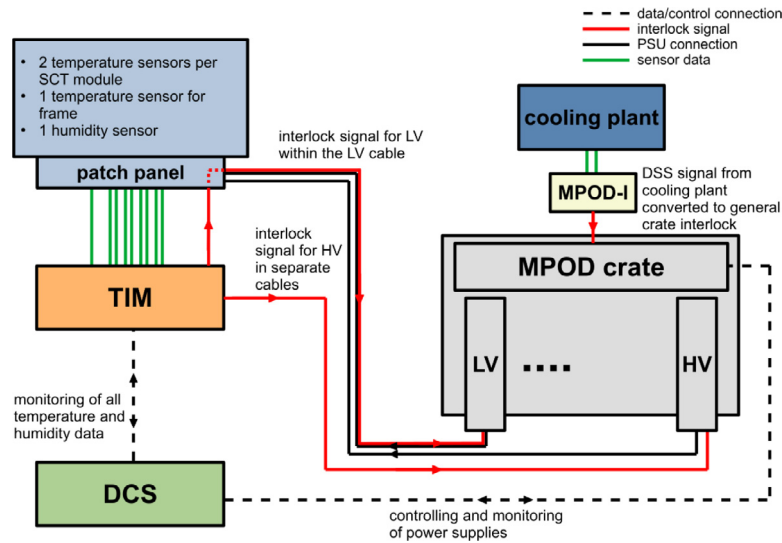 data/control connection
interlock signal
PSU connection
sensor data
• 2 temperature sensors per
SCT module
• 1 temperature sensor for
frame
• 1 humidity sensor
patch panel
interlock signal for LV
within the LV cable
cooling plant
MPOD-I
DSS signal from
cooling plant
converted to general
crate interlock
interlock
signal for HV
in separate
cables
MPOD crate
TIM
LV
....
HV
monitoring of all
temperature and
humidity data
DCS
controlling and monitoring
of power supplies